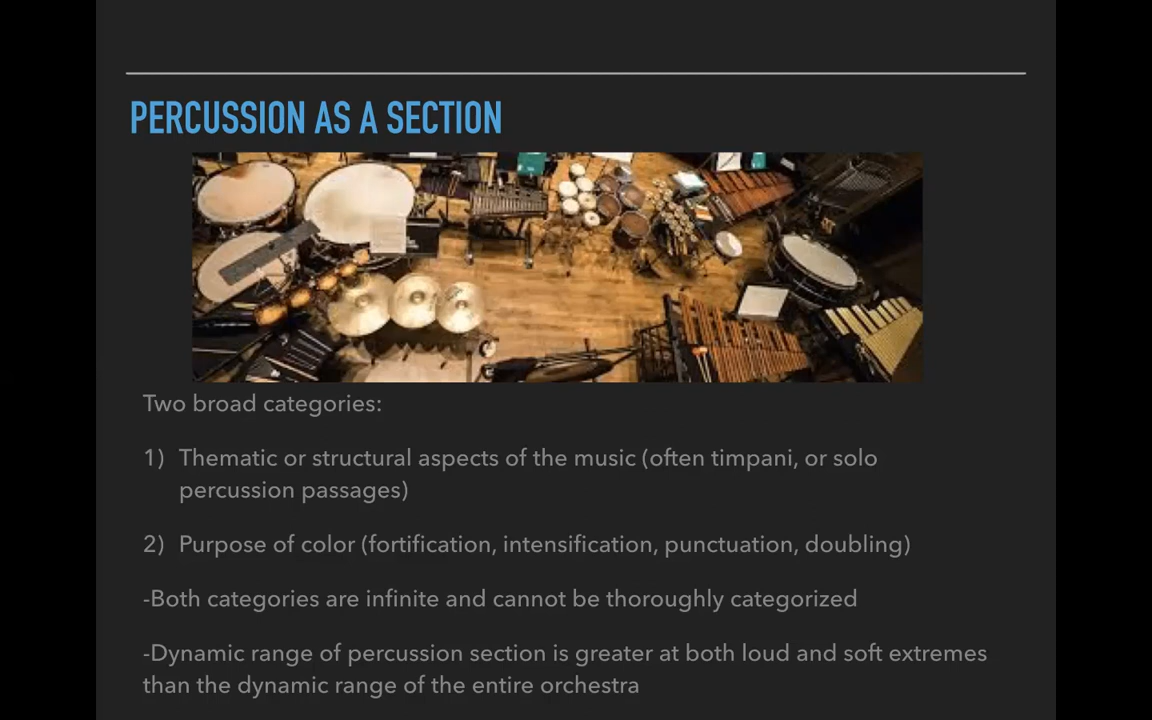 PERCUSSION AS A SECTION
Two broad categories:
1) Thematic or structural aspects of the music (often timpani, or solo
percussion passages)
2) Purpose of color (fortification, intensification, punctuation, doubling)
-Both categories are infinite and cannot be thoroughly categorized
-Dynamic range of percussion section is greater at both loud and soft extremes
than the dynamic range of the entire orchestra